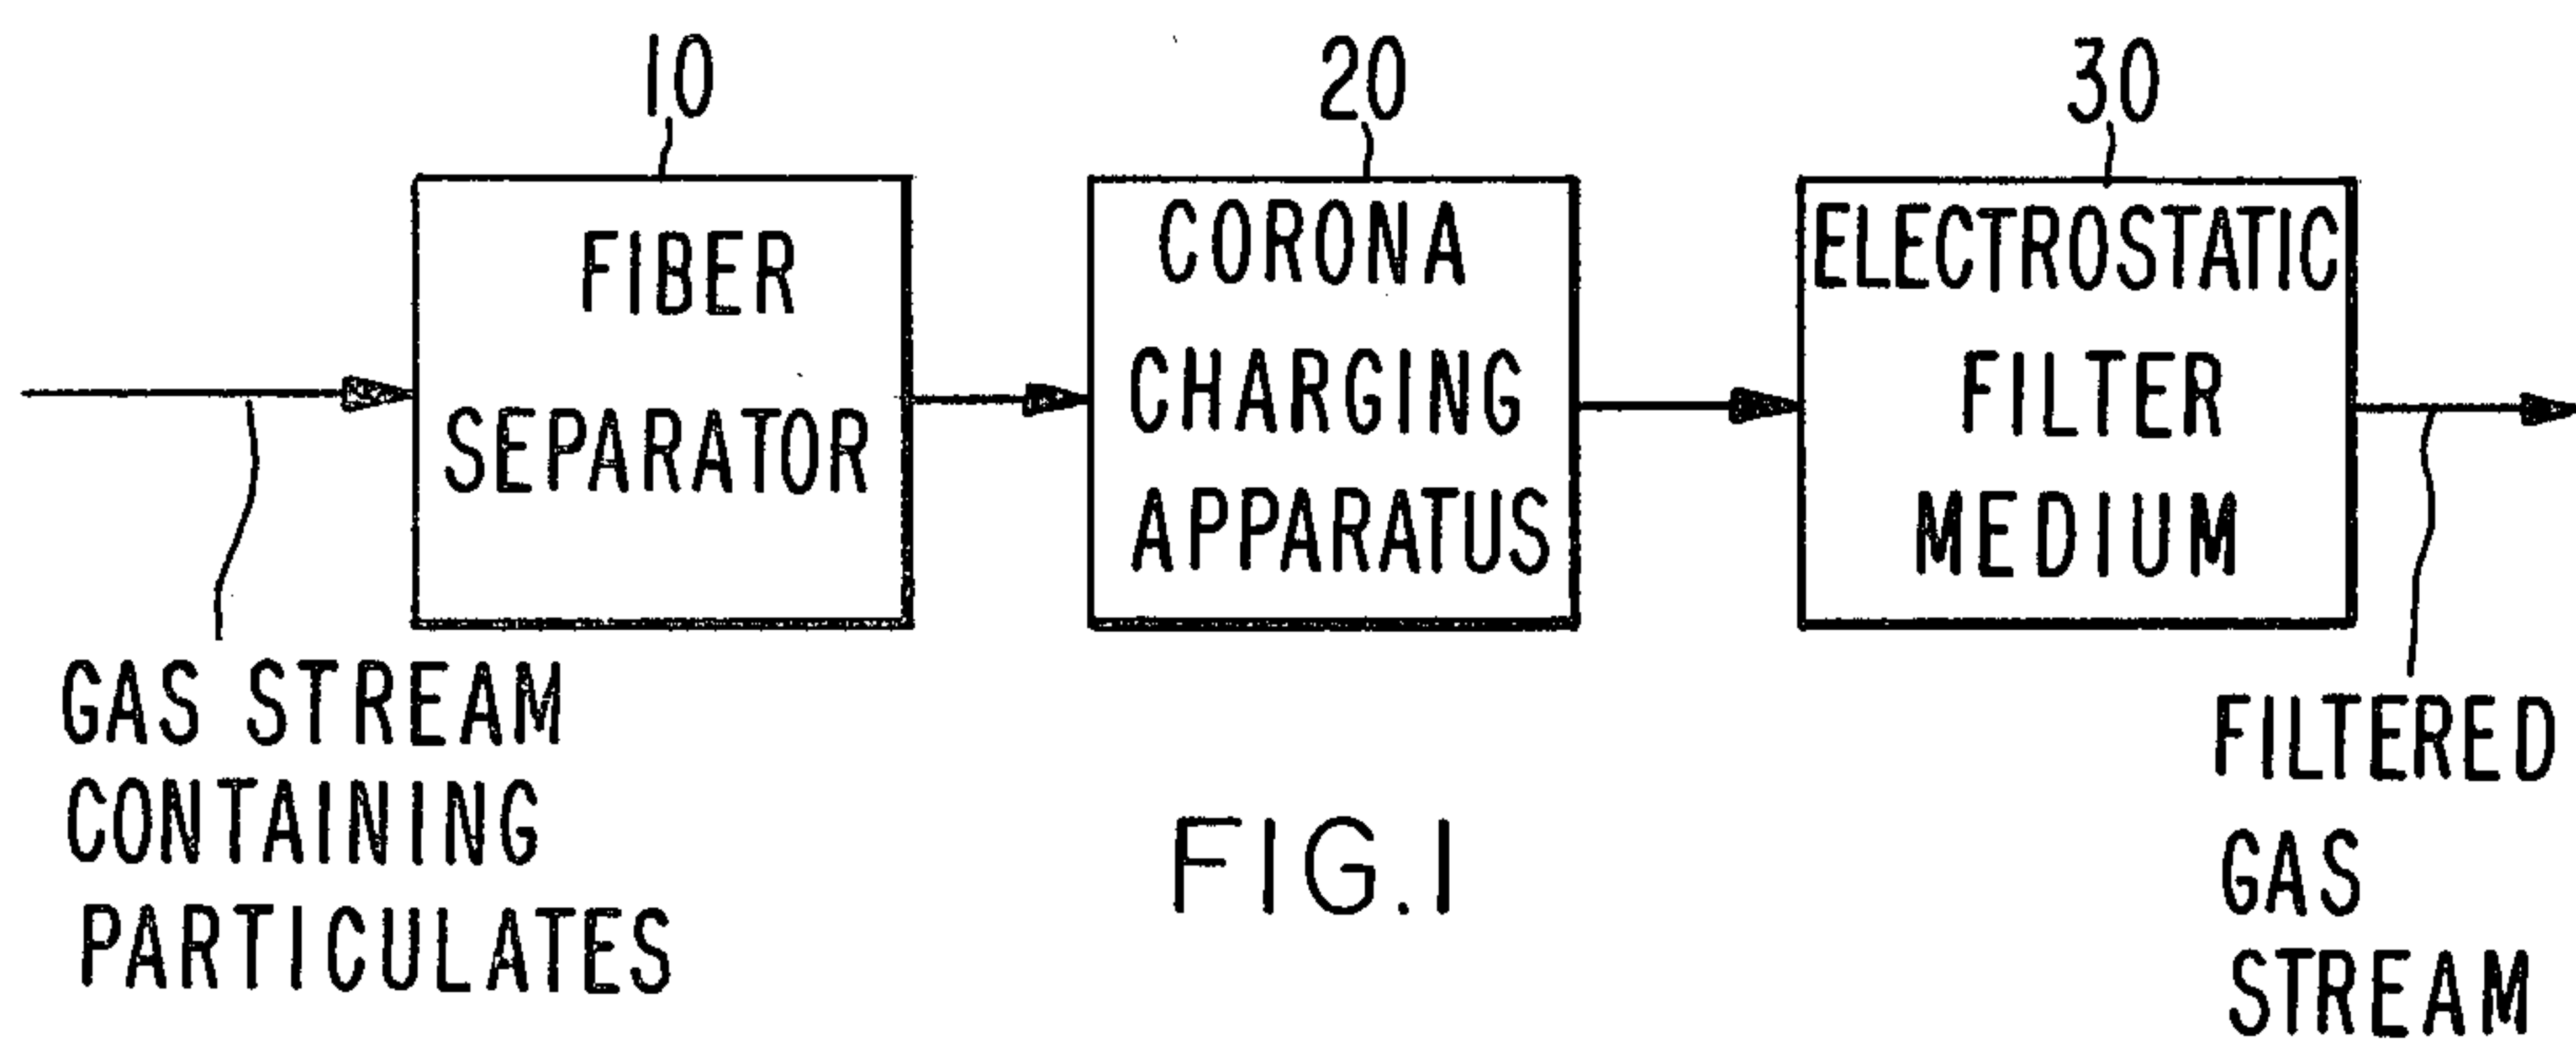 10
20
30
FIBER
SEPARATOR
CORONA
CHARGING
APPARATUS
ELECTROSTATIC
FILTER
MEDIUM
GAS STREAM
CONTAINING
PARTICULATES
FILTERED
GAS
STREAM
FIG.1